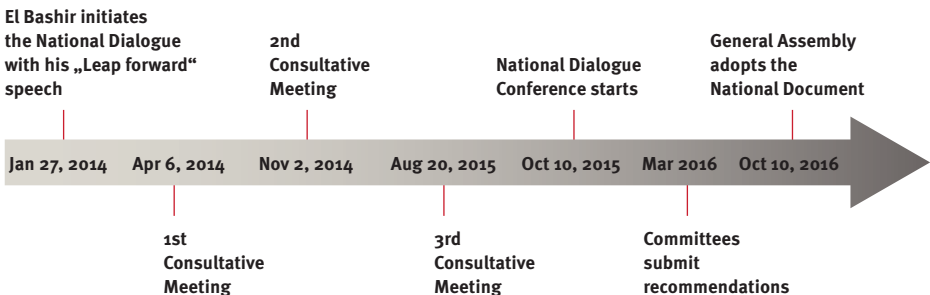 El Bashir initiates
the National Dialogue
with his „Leap forward“
speech
2nd
Consultative
Meeting
National Dialogue
Conference starts
General Assembly
adopts the
National Document
Jan 27, 2014
Apr 6, 2014
Nov 2, 2014
Aug 20, 2015
Oct 10, 2015
Mar 2016
Oct 10, 2016
1st
Consultative
Meeting
3rd
Consultative
Meeting
Committees
submit
recommendations